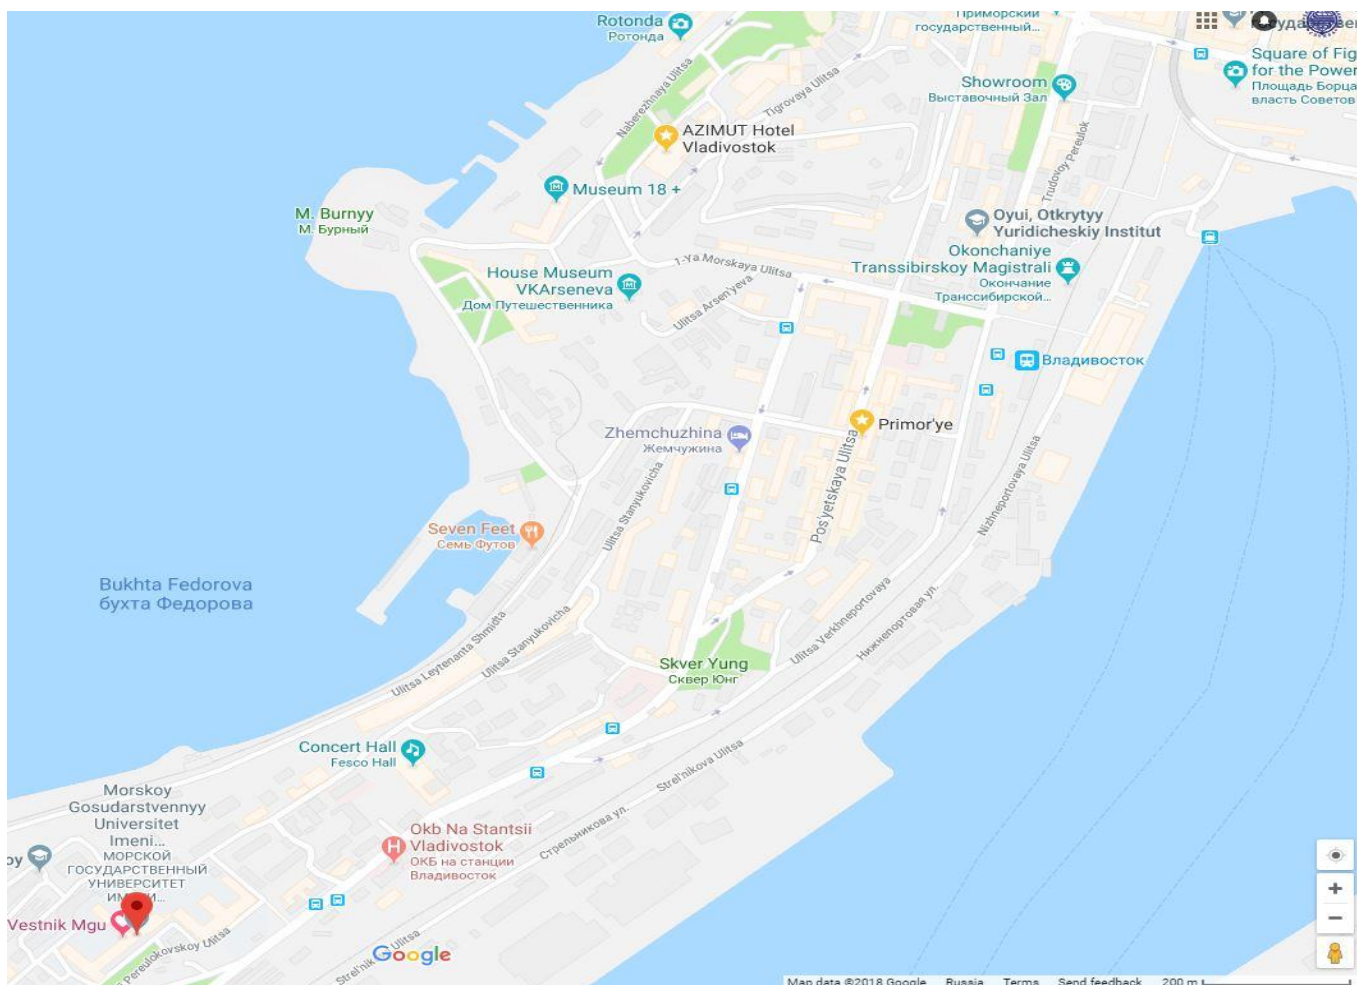 Rotonda
Ротонда
Приморский
государственный...
Square of Fig
for the Power
Площадь Борца
власть Советов
Showroom
Выставочный Зал
Naberezhnaya Ulitsa
Tigrovaya Ulitsa
AZIMUT Hotel
Vladivostok
Trudovoy Pereulok
Museum 18 +
М. Burnyy
М. Бурный
Oyui, Otkrytyy
Yuridicheskiy Institut
Okonchaniye
Transsibirskoy Magistrali
Окончание
Транссибирской...
1-Ya Morskaya Ulitsa
House Museum
VKArseneva
Дом Путешественника
Ulitsa Arsen'yeva
Владивосток
Primor'ye
Zhemchuzhina
Жемчужина
Pos'yetskaya Ulitsa
Nizhneportovaya Ulitsa
Ulitsa Stanyukovicha
Seven Feet
Семь Футов
Bukhta Fedorova
бухта Федорова
Ulitsa Leytenanta Shmidta
Ulitsa Stanyukovicha
Ulitsa Verkhneportovaya
Нижнепортовая ул.
Skver Yung
Сквер Юнг
Concert Hall
Fesco Hall
Strel'nikova Ulitsa
Morskoy
Gosudarstvennyy
Universitet
Imeni...
МОРСКОЙ
ГОСУДАРСТВЕННЫЙ
УНИВЕРСИТЕТ
Okb Na Stantsii
Vladivostok
ОКБ на станции
Владивосток
Стрельникова ул.
oy
Vestnik Mgu
Pereulokovskoy Ulitsa
Google
Map data ©2018 Google Russia Terms Send feedback 200 m